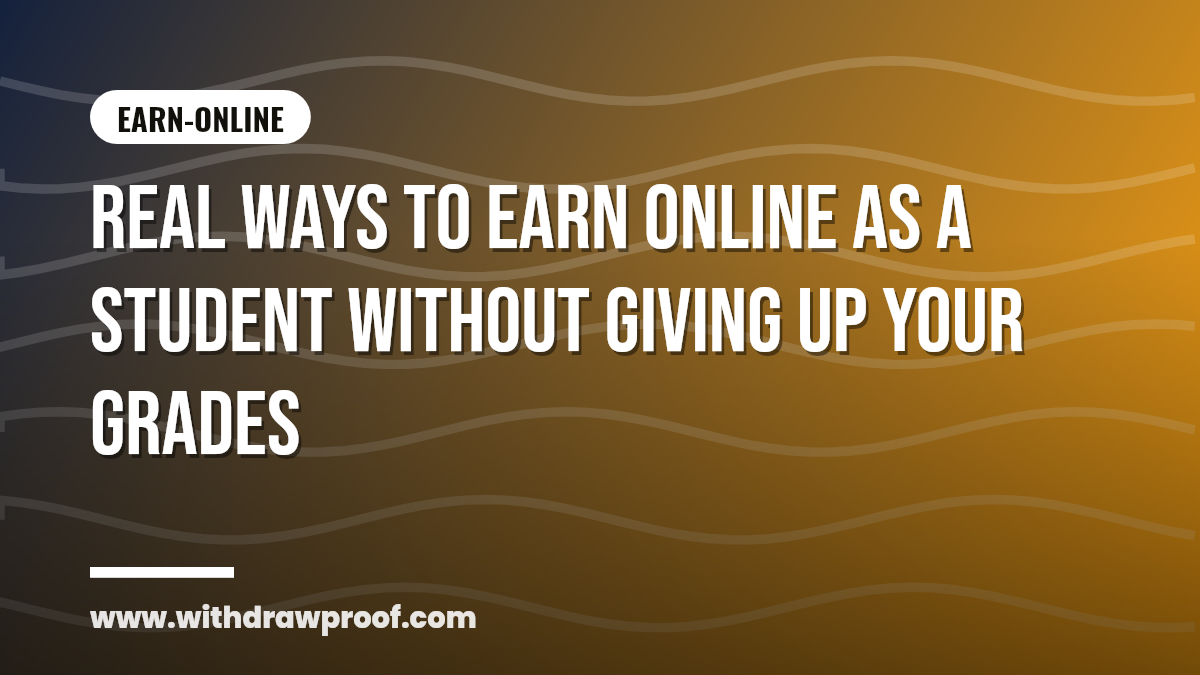 EARN-ONLINE
REAL WAYS TO EARN ONLINE AS A
STUDENT WITHOUT GIVING UP YOUR
GRADES
www.withdrawproof.com